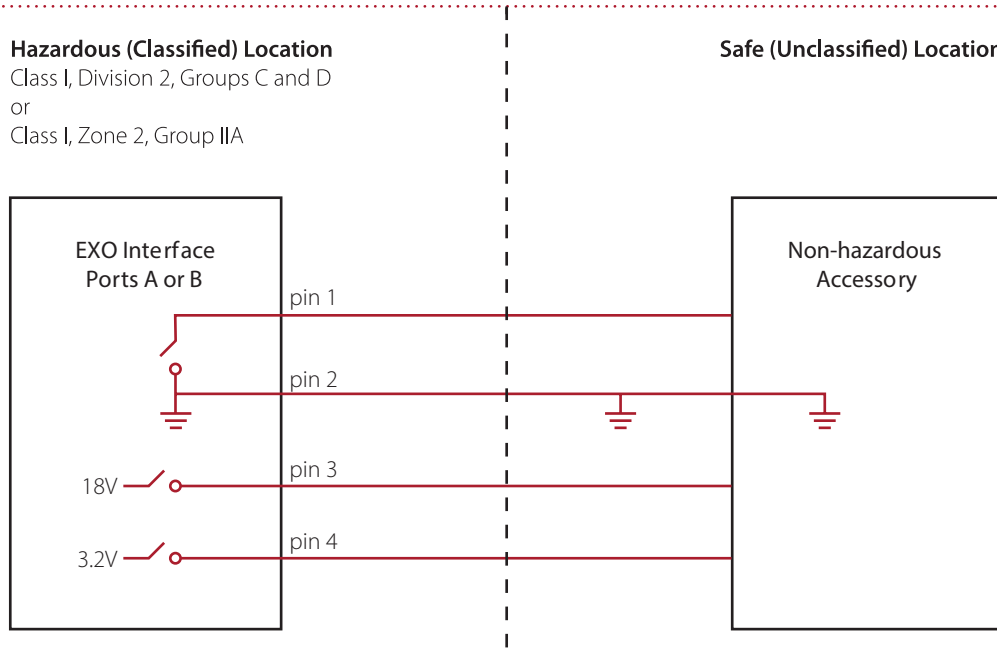 Hazardous (Classified) Location
Class I, Division 2, Groups C and D
or
Class I, Zone 2, Group IIA
Safe (Unclassified) Location
EXO Interface
Ports A or B
Non-hazardous
Accessory
pin 1
pin 2
pin 3
18V
pin 4
3.2V